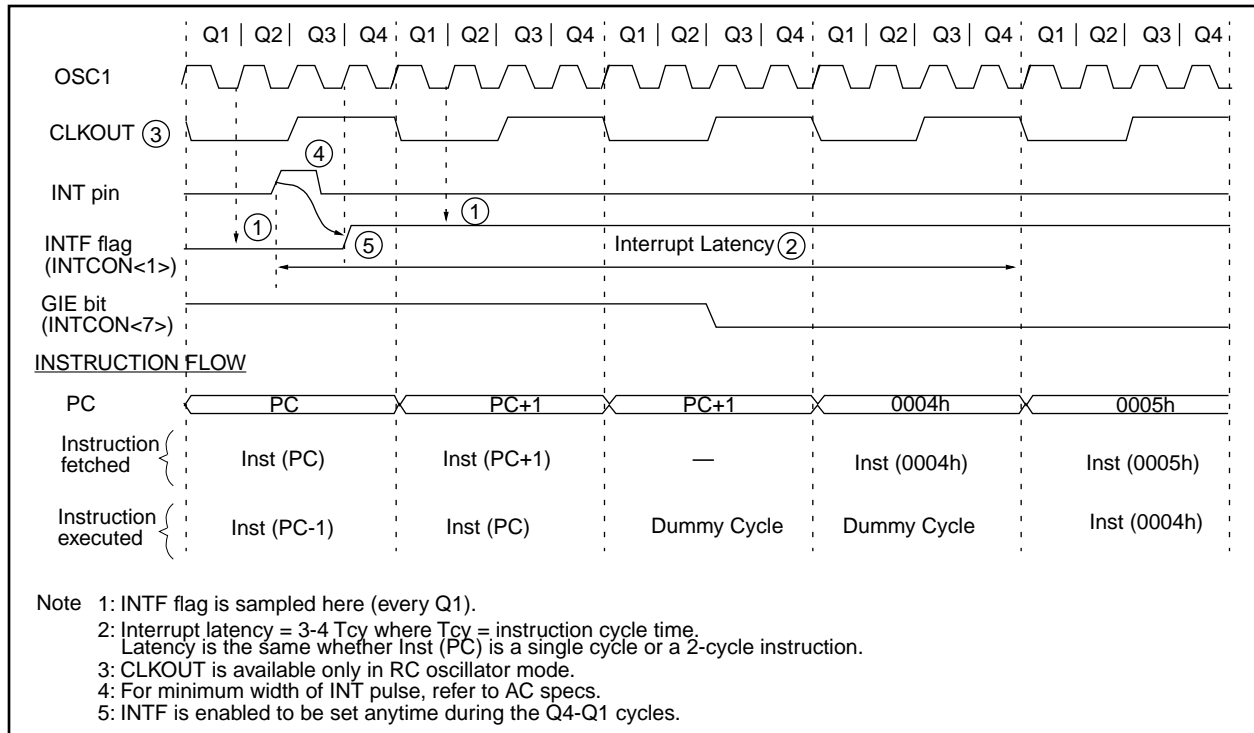 Q1 | Q2 | Q3 | Q4 Q1 | Q2 | Q3 | Q4 Q1 | Q2 | Q3 | Q4 Q1 | Q2 | Q3 | Q4 Q1 | Q2 | Q3 | Q4
OSC1
CLKOUT 3
4
INT pin
1 1
INTF flag
(INTCON<1>)
5
Interrupt Latency 2
GIE bit
(INTCON<7>)
INSTRUCTION FLOW
PC PC PC+1 PC+1 0004h 0005h
Instruction
fetched
Inst (PC) Inst (PC+1) — Inst (0004h) Inst (0005h)
Instruction
executed
Inst (PC-1) Inst (PC) Dummy Cycle Dummy Cycle Inst (0004h)
Note 1: INTF flag is sampled here (every Q1).
2: Interrupt latency = 3-4 Tcy where Tcy = instruction cycle time.
Latency is the same whether Inst (PC) is a single cycle or a 2-cycle instruction.
3: CLKOUT is available only in RC oscillator mode.
4: For minimum width of INT pulse, refer to AC specs.
5: INTF is enabled to be set anytime during the Q4-Q1 cycles.